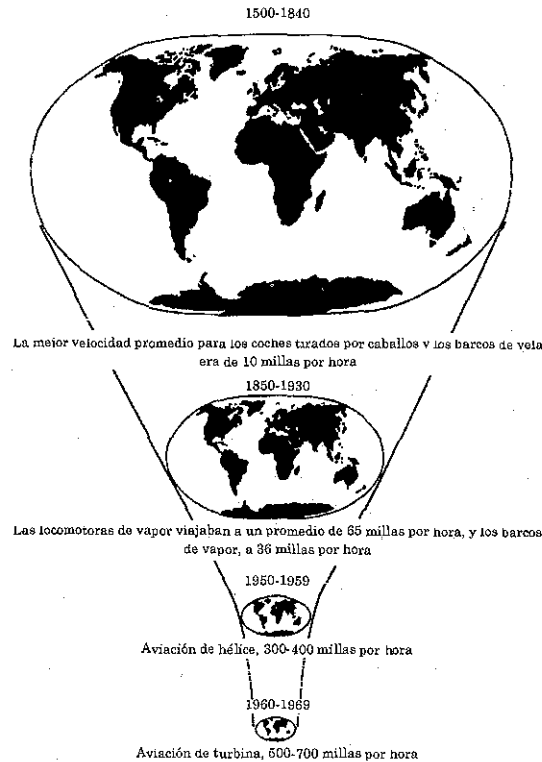 1500-1840
La mejor velocidad promedio para los coches tirados por caballos y los barcos de vela
era de 10 millas por hora
1850-1930
Las locomotoras de vapor viajaban a un promedio de 65 millas por hora, y los barcos
de vapor, a 36 millas por hora
1950-1959
Aviación de hélice, 300-400 millas por hora
1960-1969
Aviación de turbina, 500-700 millas por hora